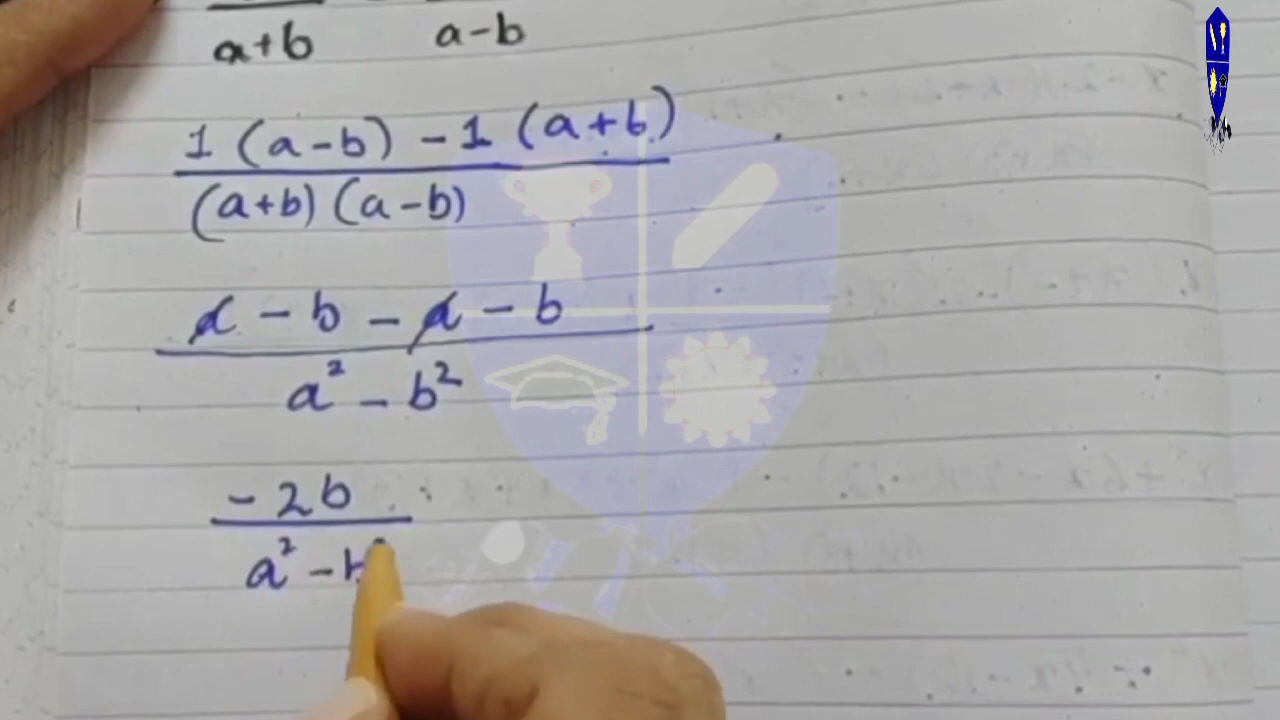 a+b a-b
1 (a-b) - 1 (a+b)
(a+b) (a-b)
a - b - a - b
a² - b²
- 2b
a² - b